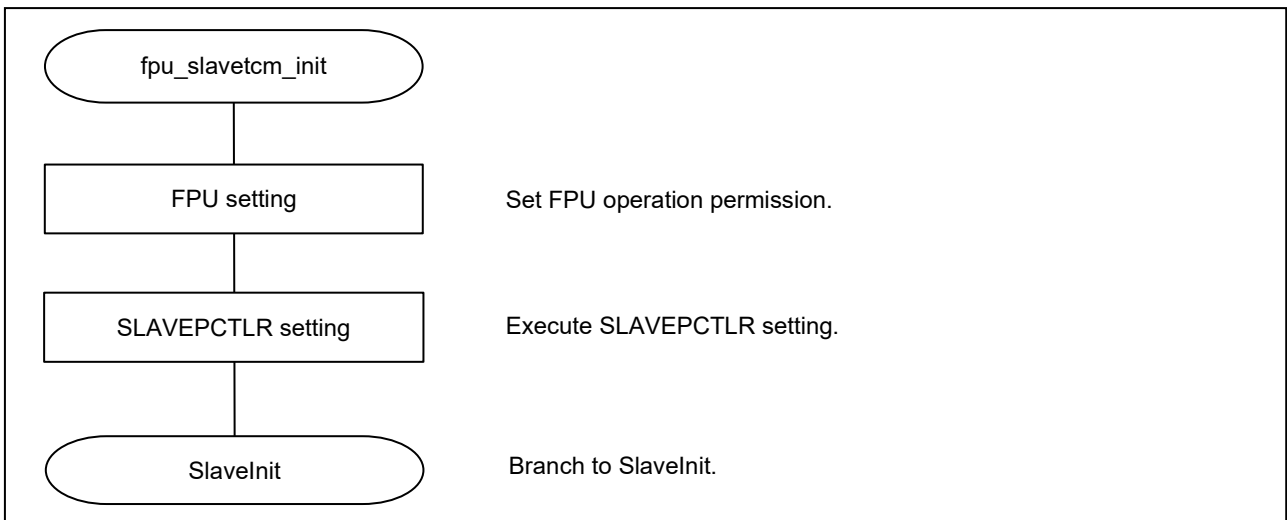 fpu_slavetcm_init
FPU setting
Set FPU operation permission.
SLAVEPCTLR setting
Execute SLAVEPCTLR setting.
SlaveInit
Branch to SlaveInit.